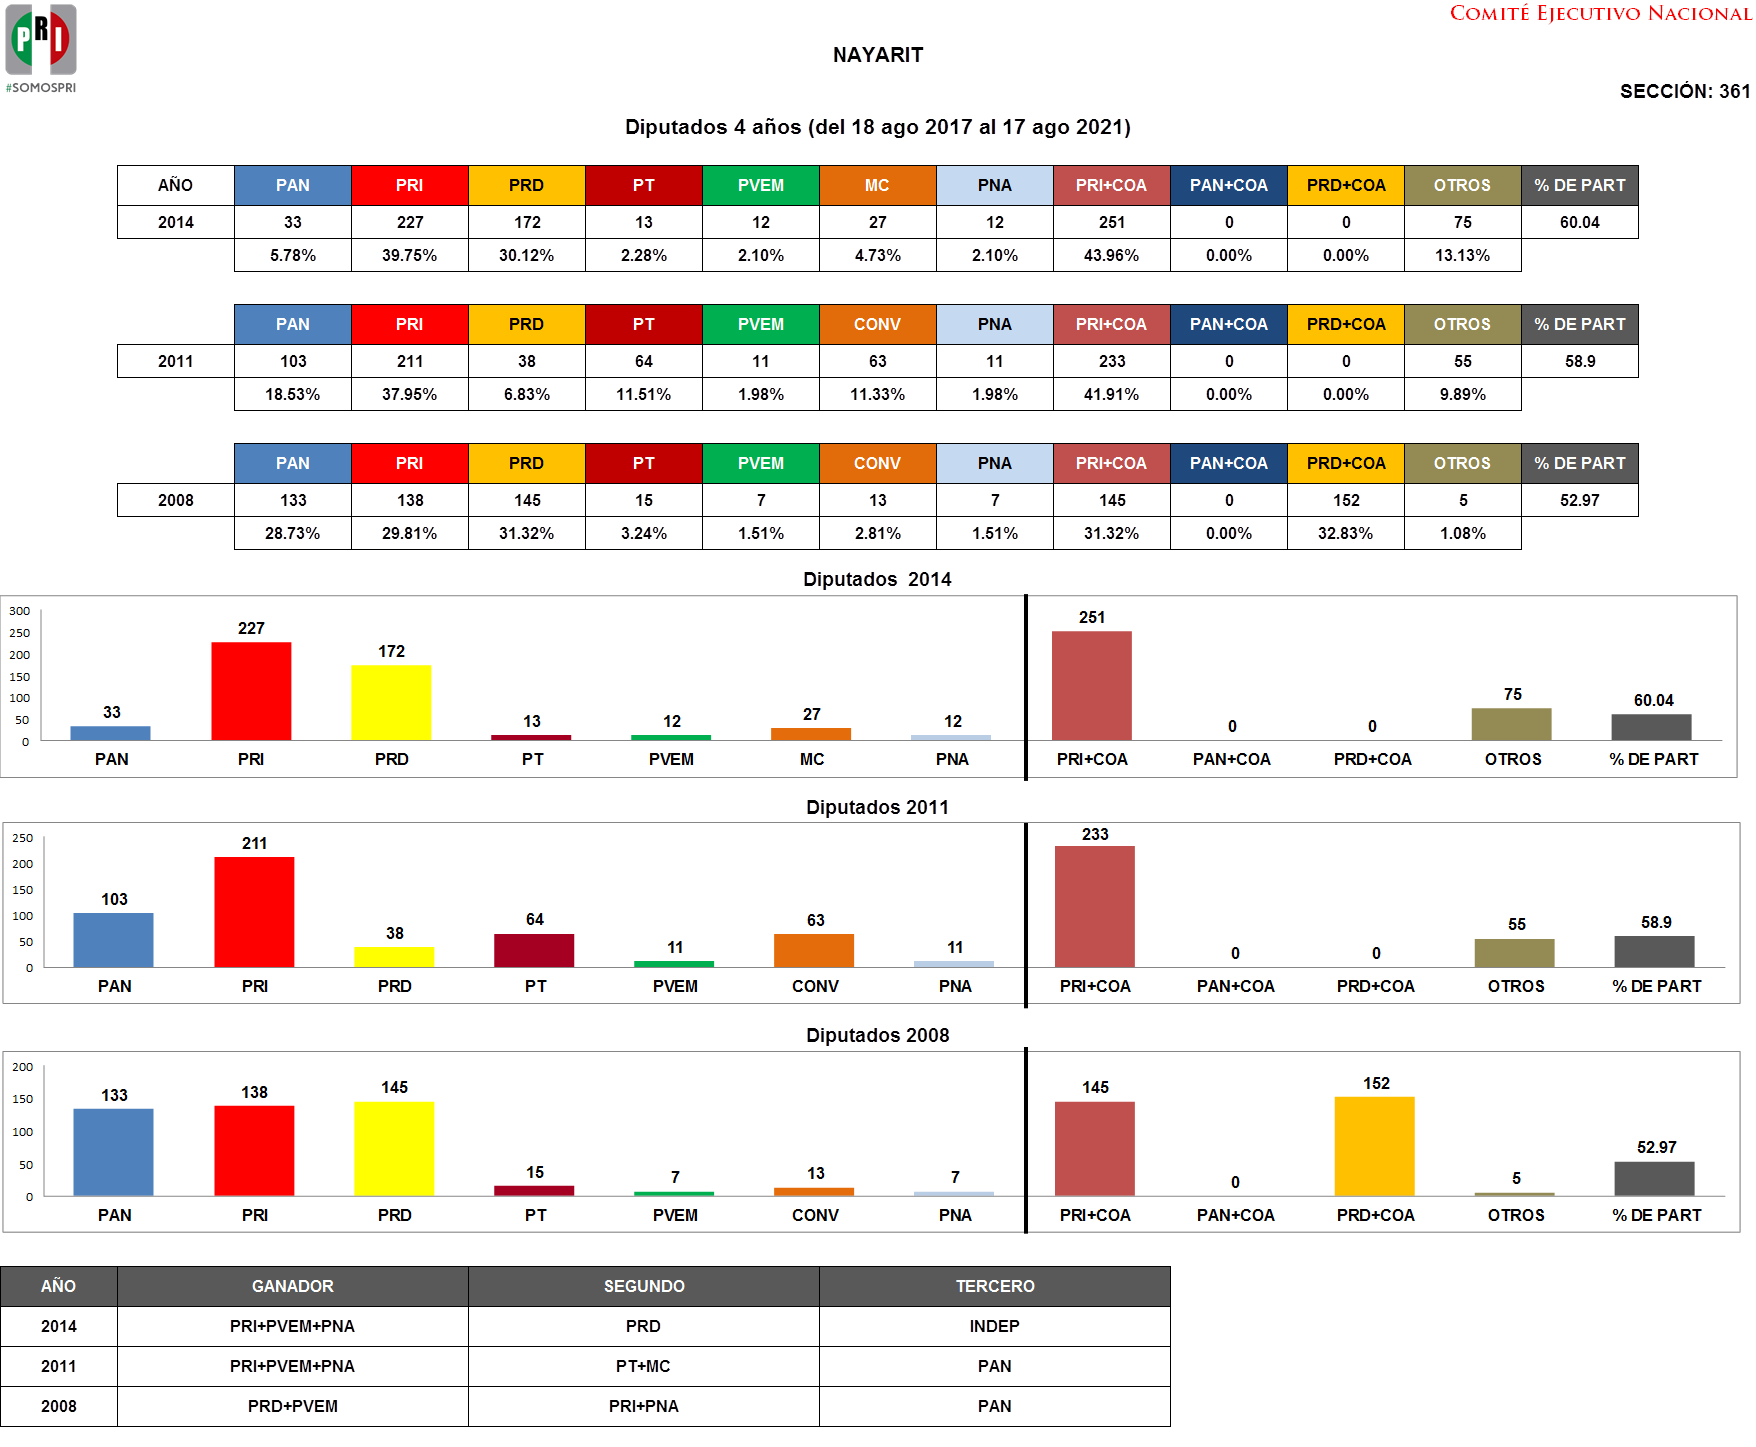 PRI
#SOMOSPRI
COMITÉ EJECUTIVO NACIONAL
NAYARIT
SECCIÓN: 361
Diputados 4 años (del 18 ago 2017 al 17 ago 2021)
AÑO PAN PRI PRD PT PVEM MC PNA PRI+COA PAN+COA PRD+COA OTROS % DE PART
2014 33 227 172 13 12 27 12 251 0 0 75 60.04
5.78% 39.75% 30.12% 2.28% 2.10% 4.73% 2.10% 43.96% 0.00% 0.00% 13.13%
PAN PRI PRD PT PVEM CONV PNA PRI+COA PAN+COA PRD+COA OTROS % DE PART
2011 103 211 38 64 11 63 11 233 0 0 55 58.9
18.53% 37.95% 6.83% 11.51% 1.98% 11.33% 1.98% 41.91% 0.00% 0.00% 9.89%
PAN PRI PRD PT PVEM CONV PNA PRI+COA PAN+COA PRD+COA OTROS % DE PART
2008 133 138 145 15 7 13 7 145 0 152 5 52.97
28.73% 29.81% 31.32% 3.24% 1.51% 2.81% 1.51% 31.32% 0.00% 32.83% 1.08%
Diputados 2014
300
250
200
150
100
50
0
33 227 172 13 12 27 12 251 0 0 75 60.04
PAN PRI PRD PT PVEM MC PNA PRI+COA PAN+COA PRD+COA OTROS % DE PART
Diputados 2011
250
200
150
100
50
0
103 211 38 64 11 63 11 233 0 0 55 58.9
PAN PRI PRD PT PVEM CONV PNA PRI+COA PAN+COA PRD+COA OTROS % DE PART
Diputados 2008
200
150
100
50
0
133 138 145 15 7 13 7 145 0 152 5 52.97
PAN PRI PRD PT PVEM CONV PNA PRI+COA PAN+COA PRD+COA OTROS % DE PART
AÑO GANADOR SEGUNDO TERCERO
2014 PRI+PVEM+PNA PRD INDEP
2011 PRI+PVEM+PNA PT+MC PAN
2008 PRD+PVEM PRI+PNA PAN